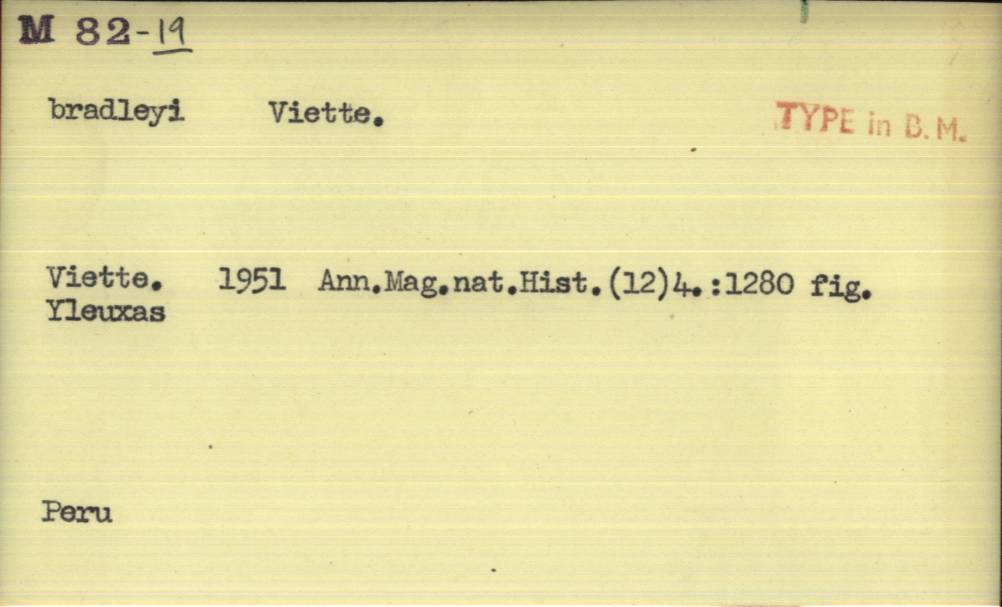 M 82-19
bradleyi Viette. TYPE in B.M.
Viette. 1951 Ann.Mag.nat.Hist.(12)4.:1280 fig.
Yleuxas
Peru